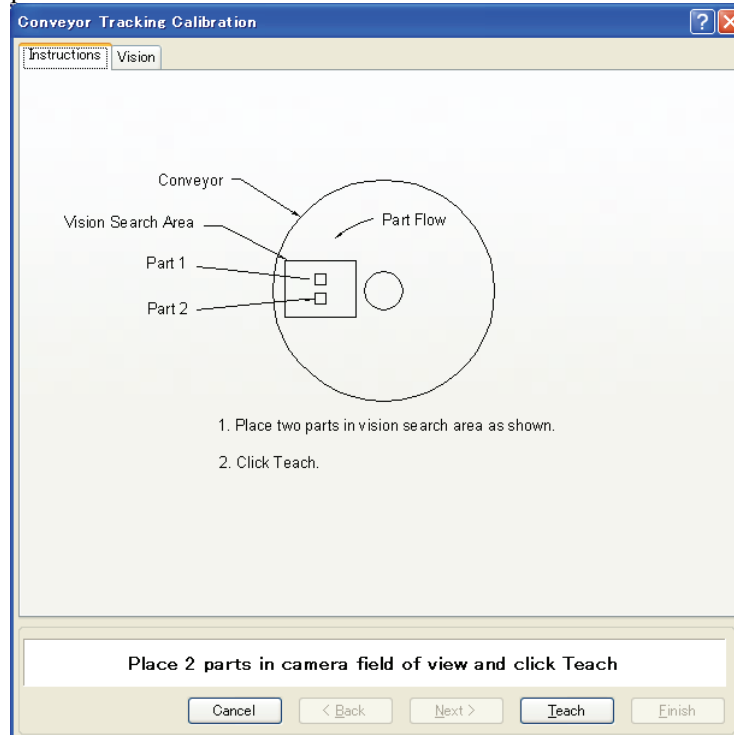 Conveyor Tracking Calibration
Instructions Vision
Conveyor
Vision Search Area
Part Flow
Part 1
Part 2
1. Place two parts in vision search area as shown.
2. Click Teach.
Place 2 parts in camera field of view and click Teach
Cancel < Back Next > Teach Finish